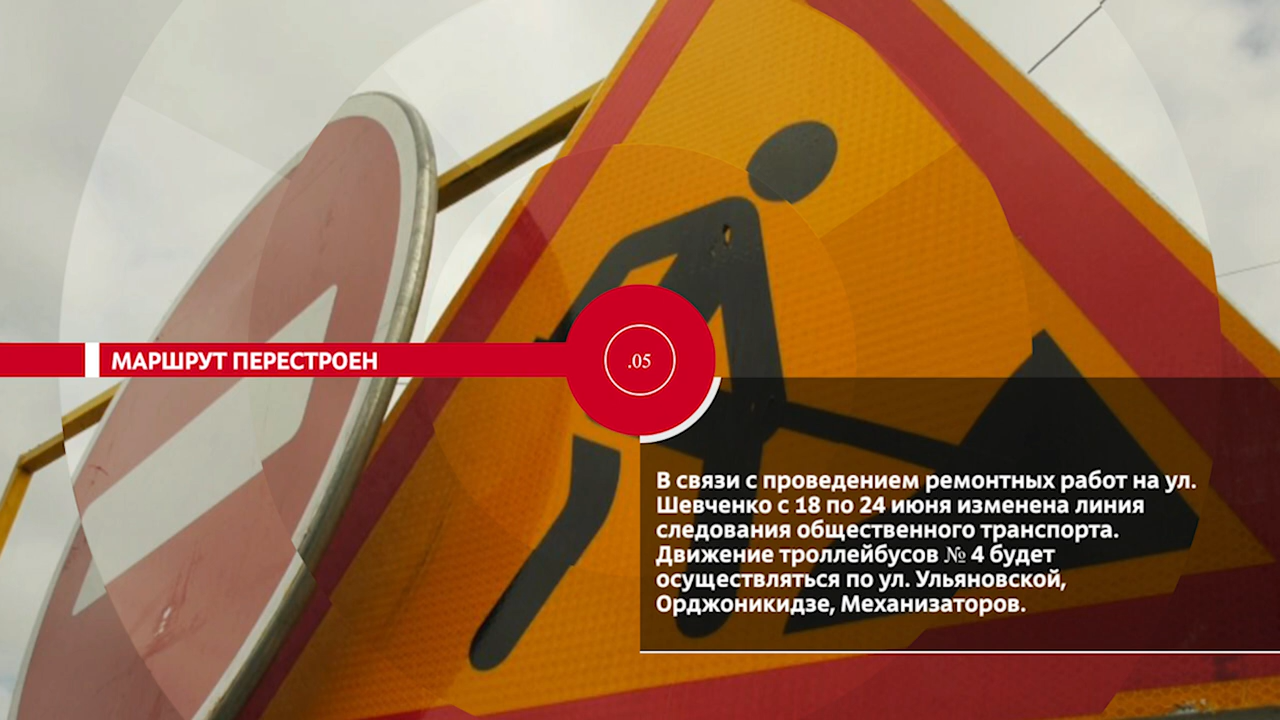 МАРШРУТ ПЕРЕСТРОЕН
.05
В связи с проведением ремонтных работ на ул.
Шевченко с 18 по 24 июня изменена линия
следования общественного транспорта.
Движение троллейбусов № 4 будет
осуществляться по ул. Ульяновской,
Орджоникидзе, Механизаторов.